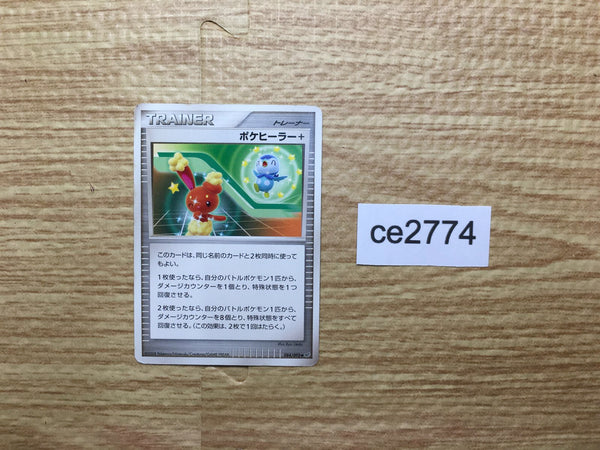 TRAINER
トレーナー
ポケヒーラー+
このカードは、同じ名前のカードと2枚同時に使って
もよい。
1枚使ったなら、自分のバトルポケモン1匹から、
ダメージカウンターを1個とり、特殊状態を1つ
回復させる。
2枚使ったなら、自分のバトルポケモン1匹から、
ダメージカウンターを8個とり、特殊状態をすべて
回復させる。（この効果は、2枚で1回はたらく。）
ce2774